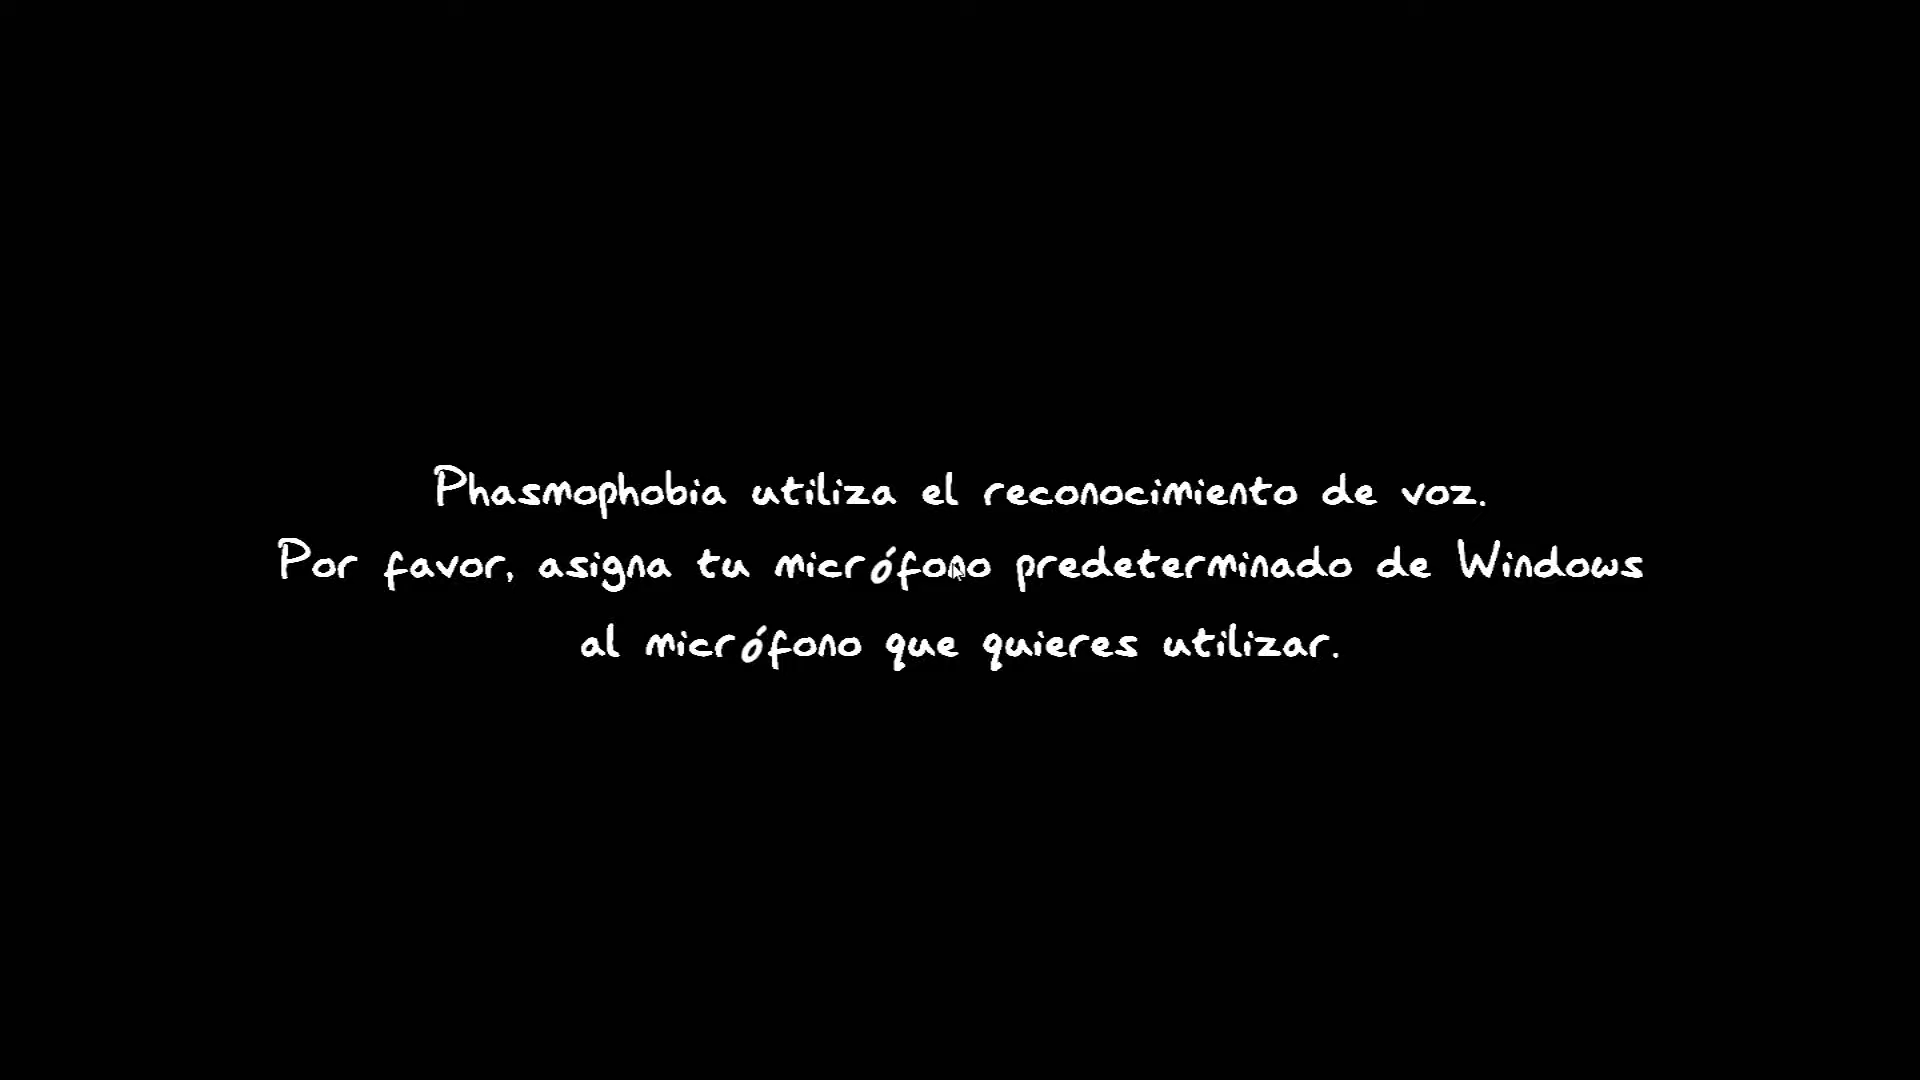 Phasmophobia utiliza el reconocimiento de voz.
Por favor, asigna tu micrófono predeterminado de Windows
al micrófono que quieres utilizar.